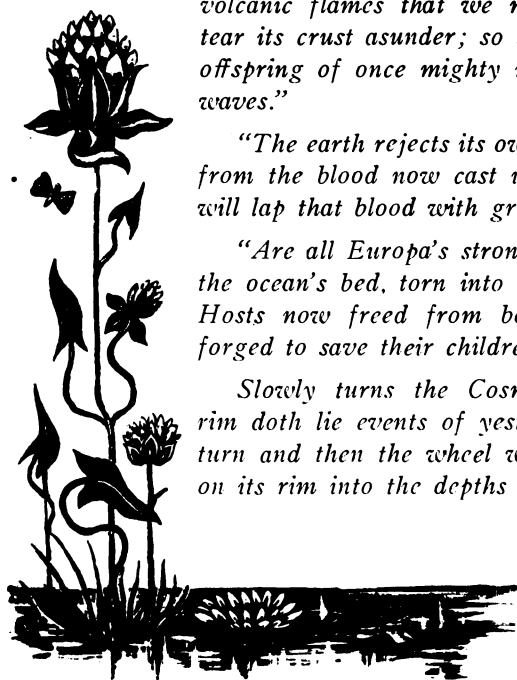 volcanic flames that we
tear its crust asunder; so
offspring of once mighty
waves.”
“The earth rejects its
from the blood now cast
will lap that blood with
“Are all Europa’s
the ocean’s bed, torn into
Hosts now freed from
forged to save their
Slowly turns the
rim doth lie events of
turn and then the wheel
on its rim into the depths